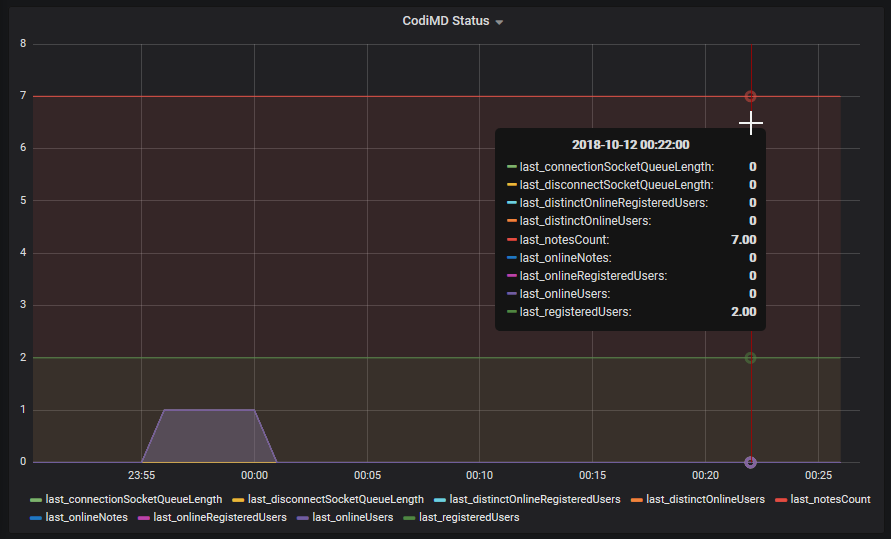 CodiMD Status
8
7
6
5
4
3
2
1
0
2018-10-12 00:22:00
last_connectionSocketQueueLength: 0
last_disconnectSocketQueueLength: 0
last_distinctOnlineRegisteredUsers: 0
last_distinctOnlineUsers: 0
last_notesCount: 7.00
last_onlineNotes: 0
last_onlineRegisteredUsers: 0
last_onlineUsers: 0
last_registeredUsers: 2.00
23:55 00:00 00:05 00:10 00:15 00:20 00:25
last_connectionSocketQueueLength last_disconnectSocketQueueLength last_distinctOnlineRegisteredUsers last_distinctOnlineUsers last_notesCount
last_onlineNotes last_onlineRegisteredUsers last_onlineUsers last_registeredUsers